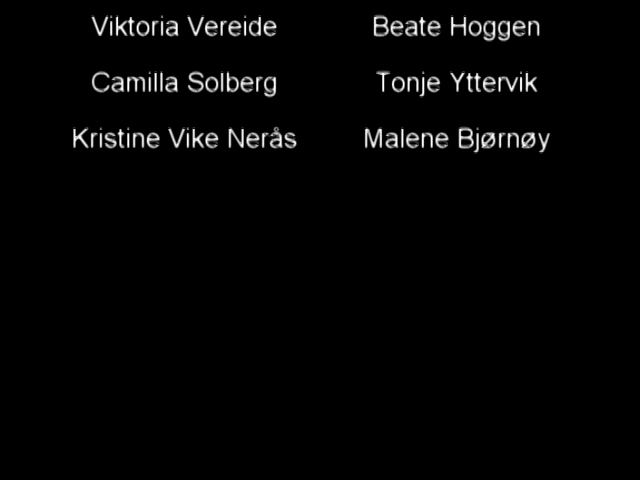 Viktoria Vereide Beate Hoggen
Camilla Solberg Tonje Yttervik
Kristine Vike Nerås Malene Bjørnøy